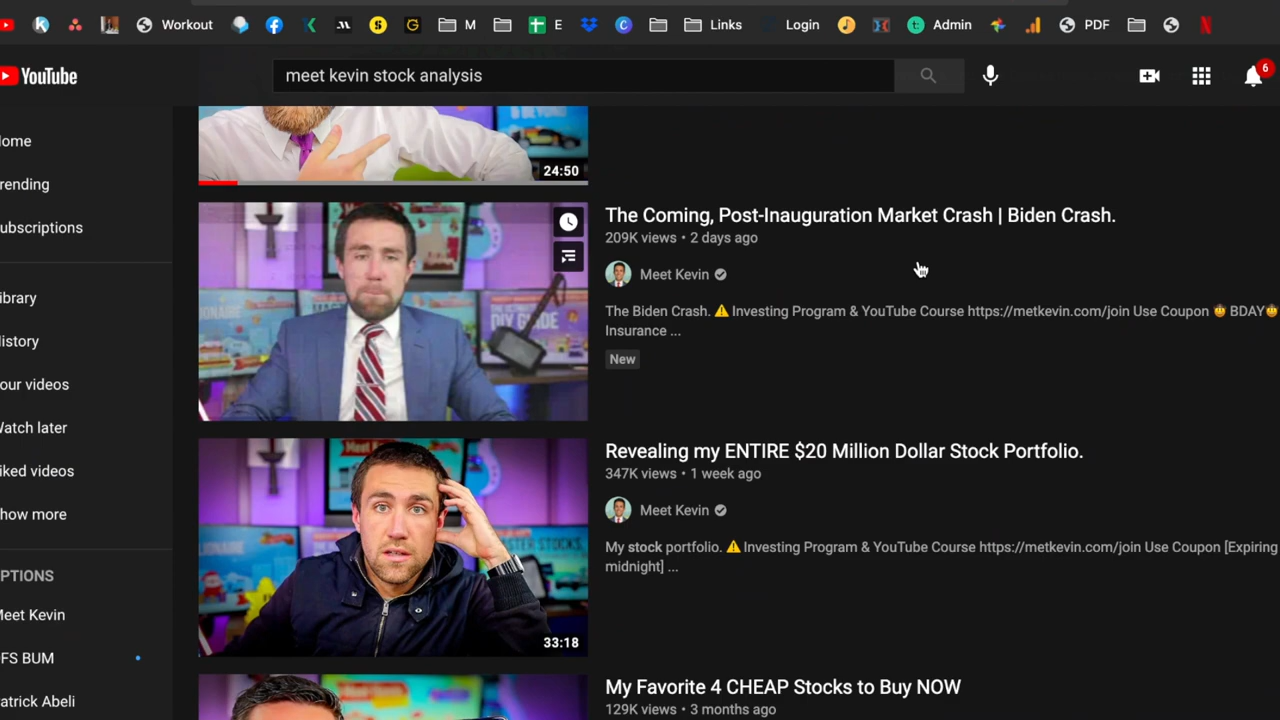 Workout
M
E
Links
Login
Admin
PDF
YouTube
meet kevin stock analysis
6
ome
rending
ubscriptions
ibrary
istory
our videos
Vatch later
iked videos
how more
PTIONS
Meet Kevin
FS BUM
atrick Abeli
24:50
The Coming, Post-Inauguration Market Crash | Biden Crash.
209K views • 2 days ago
Meet Kevin
The Biden Crash. ⚠️ Investing Program & YouTube Course https://metkevin.com/join Use Coupon 🎂 BDAY🎂
Insurance ...
New
Revealing my ENTIRE $20 Million Dollar Stock Portfolio.
347K views • 1 week ago
Meet Kevin
My stock portfolio. ⚠️ Investing Program & YouTube Course https://metkevin.com/join Use Coupon [Expiring
midnight] ...
33:18
My Favorite 4 CHEAP Stocks to Buy NOW
129K views • 3 months ago